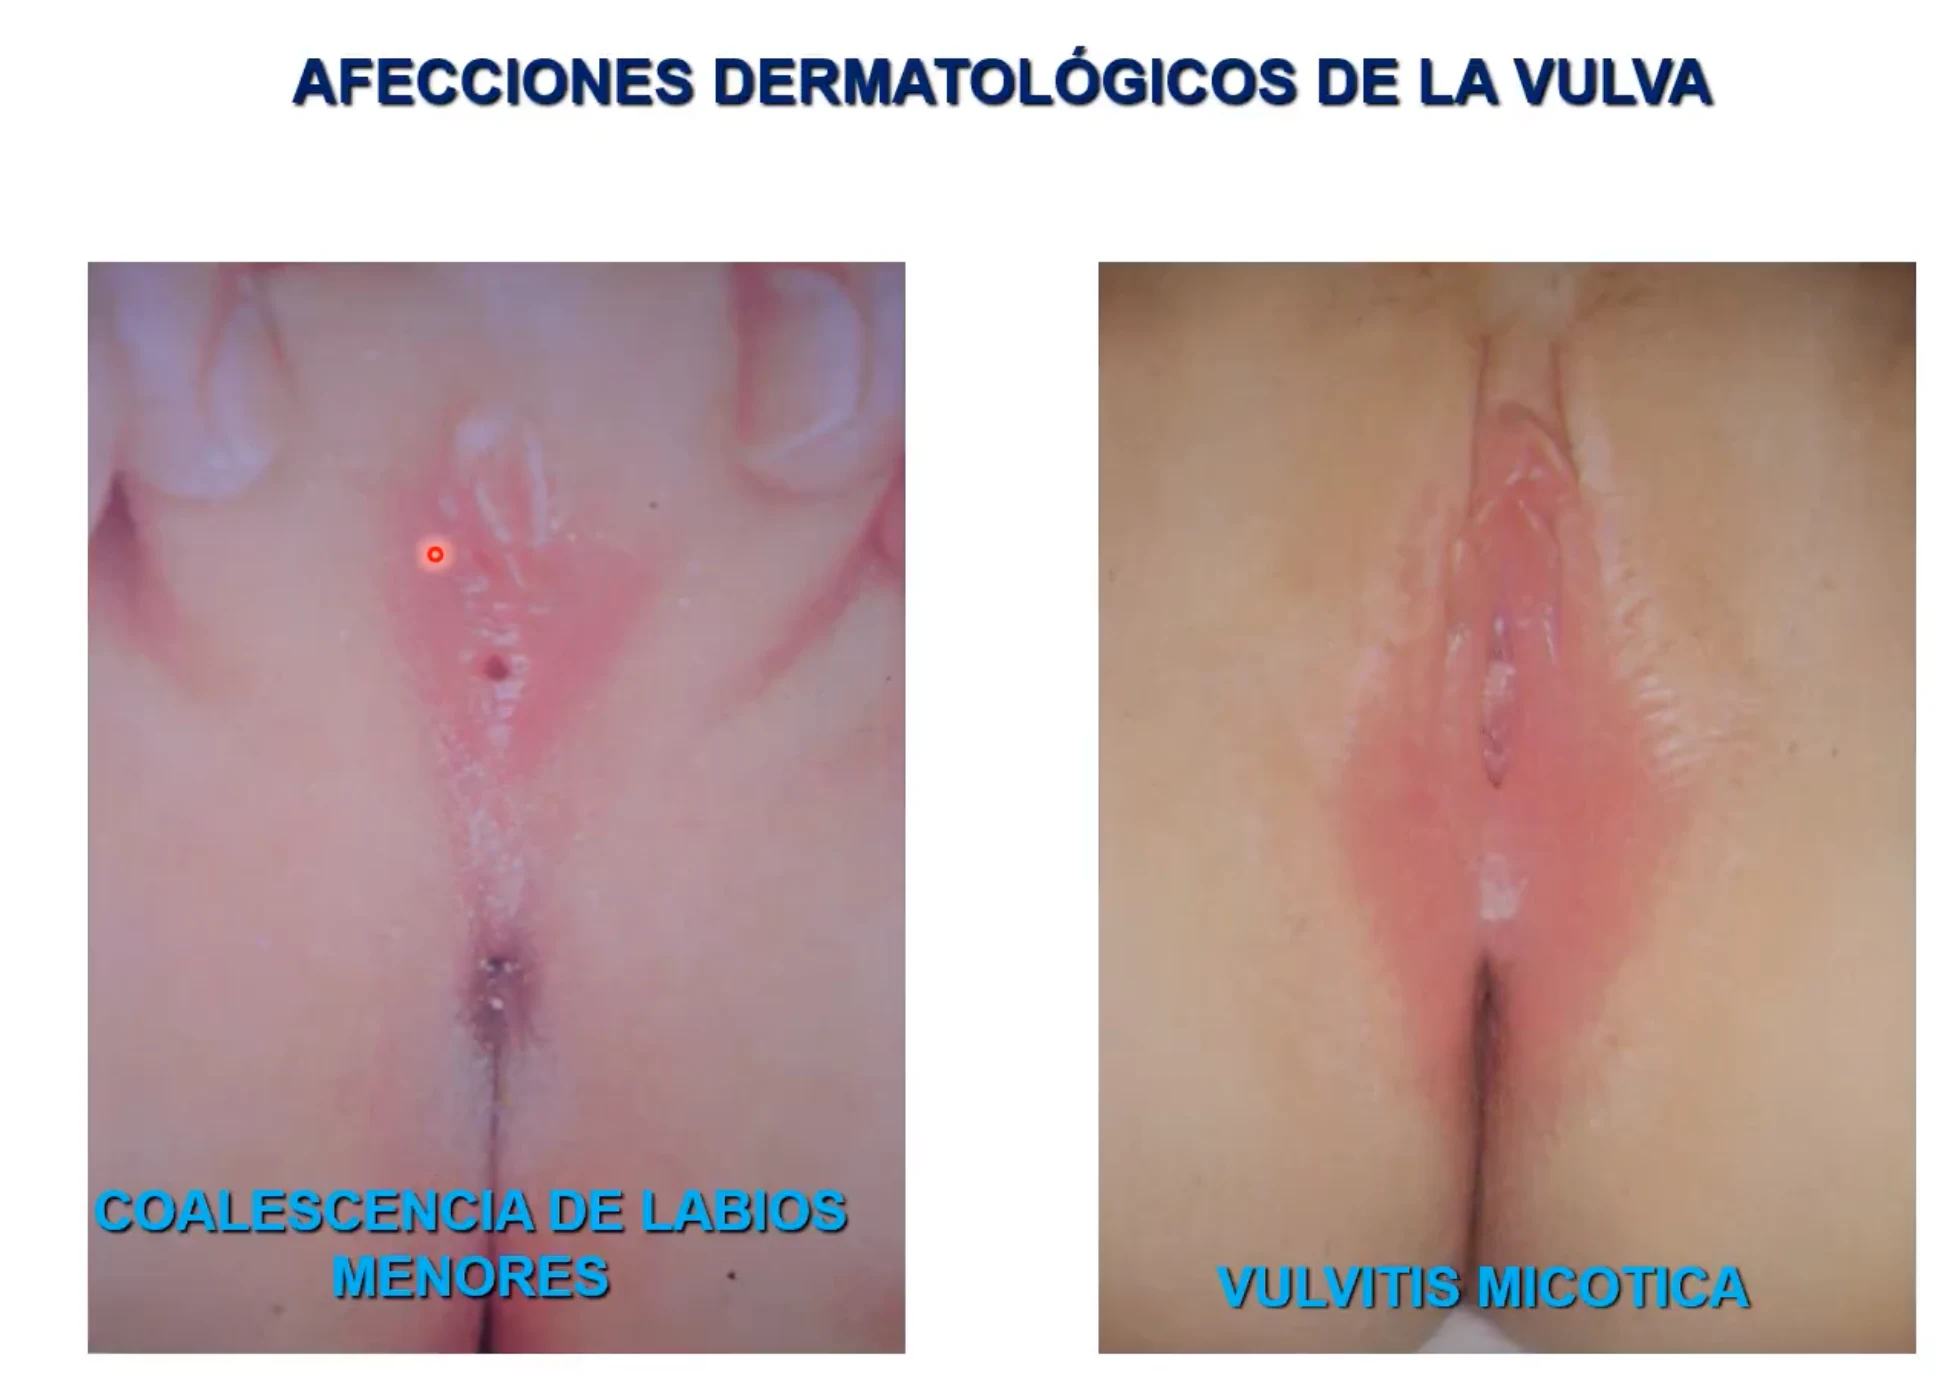 AFECCIONES DERMATOLÓGICOS DE LA VULVA
COALESCENCIA DE LABIOS
MENORES
VULVITIS MICOTICA